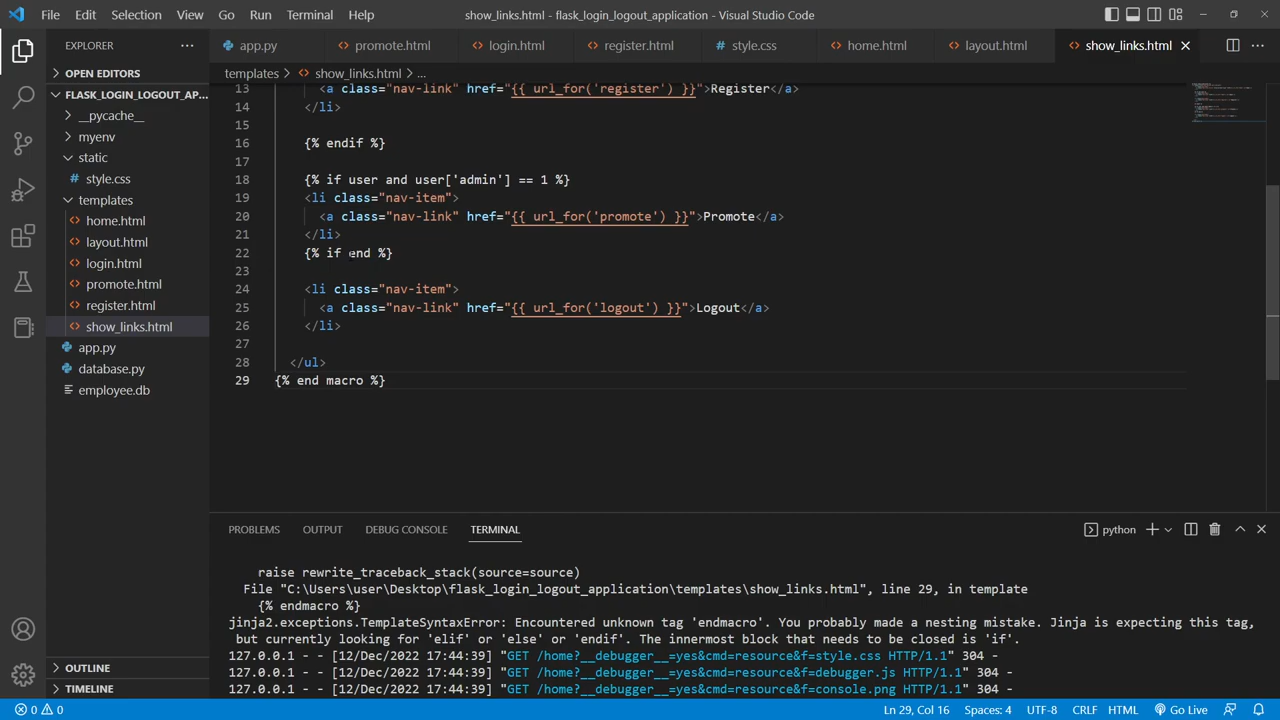 File Edit Selection View Go Run Terminal Help show_links.html - flask_login_logout_application - Visual Studio Code
EXPLORER
app.py promote.html login.html register.html style.css home.html layout.html show_links.html
OPEN EDITORS
templates > show_links.html > ...
FLASK_LOGIN_LOGOUT_AP...
__pycache__
myenv
static
style.css
templates
home.html
layout.html
login.html
promote.html
register.html
show_links.html
app.py
database.py
employee.db
OUTLINE
TIMELINE
13 <a class="nav-link" href="{{ url_for('register') }}">Register</a>
14 </li>
15
16 {% endif %}
17
18 {% if user and user['admin'] == 1 %}
19 <li class="nav-item">
20 <a class="nav-link" href="{{ url_for('promote') }}">Promote</a>
21 </li>
22 {% if end %}
23
24 <li class="nav-item">
25 <a class="nav-link" href="{{ url_for('logout') }}">Logout</a>
26 </li>
27
28 </ul>
29 {% end macro %}
PROBLEMS OUTPUT DEBUG CONSOLE TERMINAL python
raise rewrite_traceback_stack(source=source)
File "C:\Users\user\Desktop\flask_login_logout_application\templates\show_links.html", line 29, in template
{% endmacro %}
jinja2.exceptions.TemplateSyntaxError: Encountered unknown tag 'endmacro'. You probably made a nesting mistake. Jinja is expecting this tag,
but currently looking for 'elif' or 'else' or 'endif'. The innermost block that needs to be closed is 'if'.
127.0.0.1 - - [12/Dec/2022 17:44:39] "GET /home?__debugger__=yes&cmd=resource&f=style.css HTTP/1.1" 304 -
127.0.0.1 - - [12/Dec/2022 17:44:39] "GET /home?__debugger__=yes&cmd=resource&f=debugger.js HTTP/1.1" 304 -
127.0.0.1 - - [12/Dec/2022 17:44:39] "GET /home?__debugger__=yes&cmd=resource&f=console.png HTTP/1.1" 304 -
0 0 Ln 29, Col 16 Spaces: 4 UTF-8 CRLF HTML Go Live